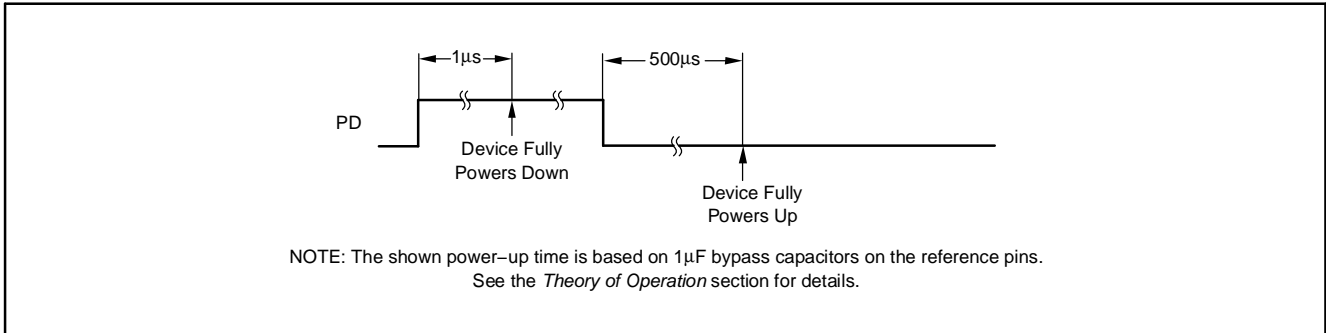 1μs
500μs
PD
Device Fully
Powers Down
Device Fully
Powers Up
NOTE: The shown power−up time is based on 1μF bypass capacitors on the reference pins.
See the Theory of Operation section for details.